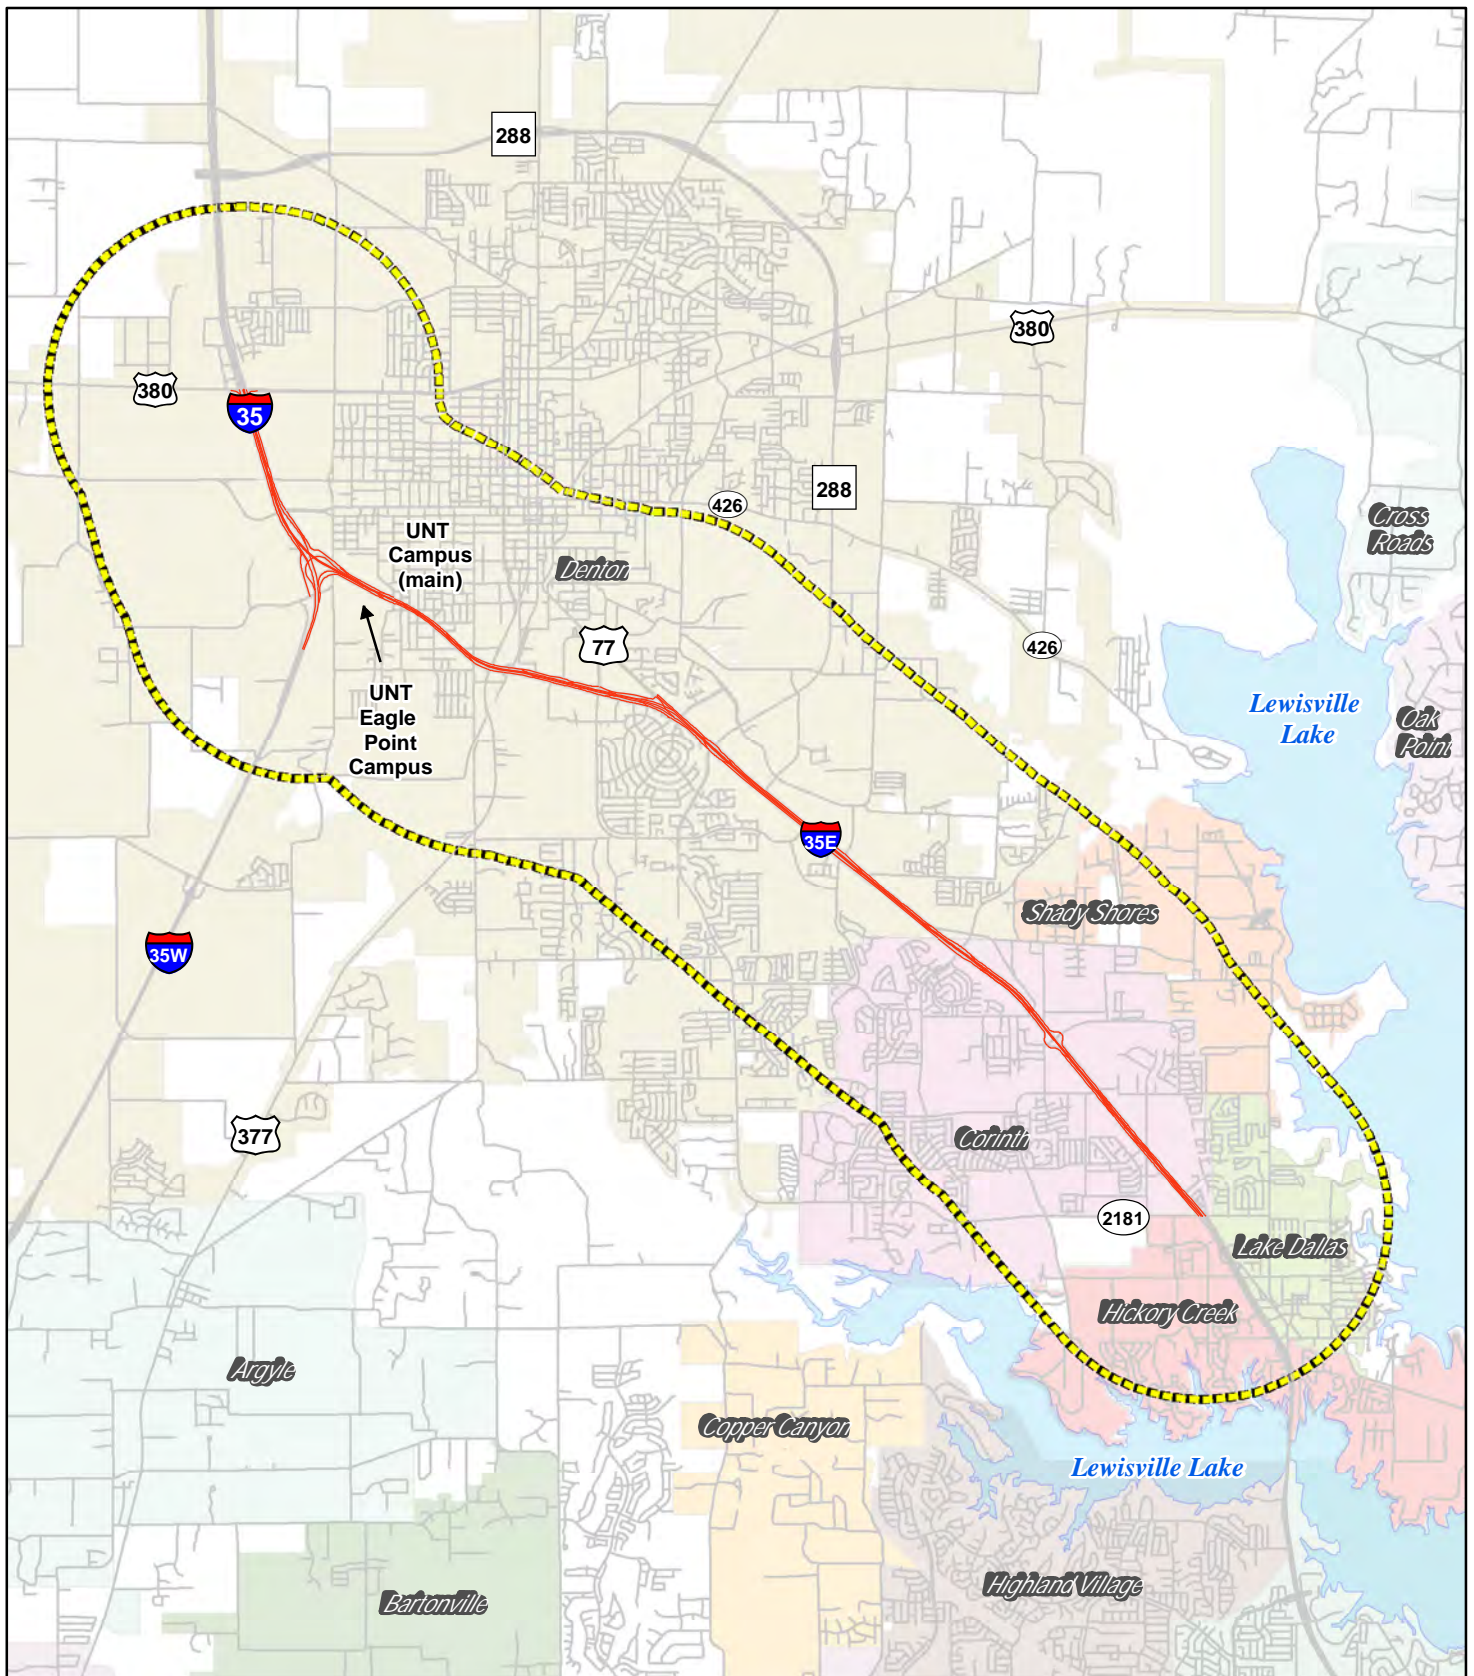 288
380
380
35
288
426
Cross
Roads
UNT
Campus
(main)
Denton
77
426
UNT
Eagle
Point
Campus
Lewisville
Lake
Oak
Point
35E
Shady Shores
35W
377
Corinth
2181
Lake Dallas
Hickory Creek
Argyle
Copper Canyon
Lewisville Lake
Highland Village
Bartonville